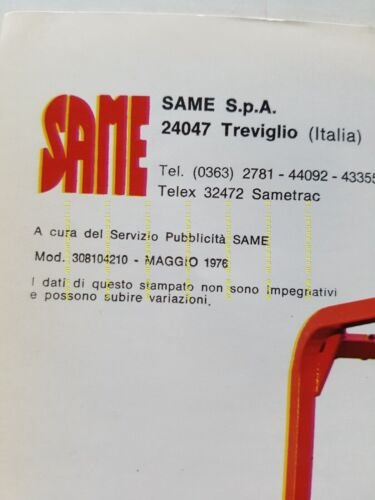 SAME
SAME S.p.A.
24047 Treviglio (Italia)
Tel. (0363) 2781 - 44092 - 43355
Telex 32472 Sametrac
A cura del Servizio Pubblicità SAME
Mod. 308104210 - MAGGIO 1976
I dati di questo stampato non sono impegnativi
e possono subire variazioni.